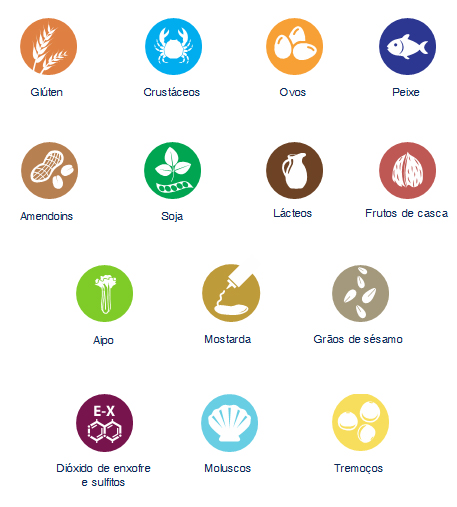 Glúten
Crustáceos
Ovos
Peixe
Amendoins
Soja
Lácteos
Frutos de casca
Aipo
Mostarda
Grãos de sésamo
E-X
Dióxido de enxofre
e sulfitos
Moluscos
Tremoços